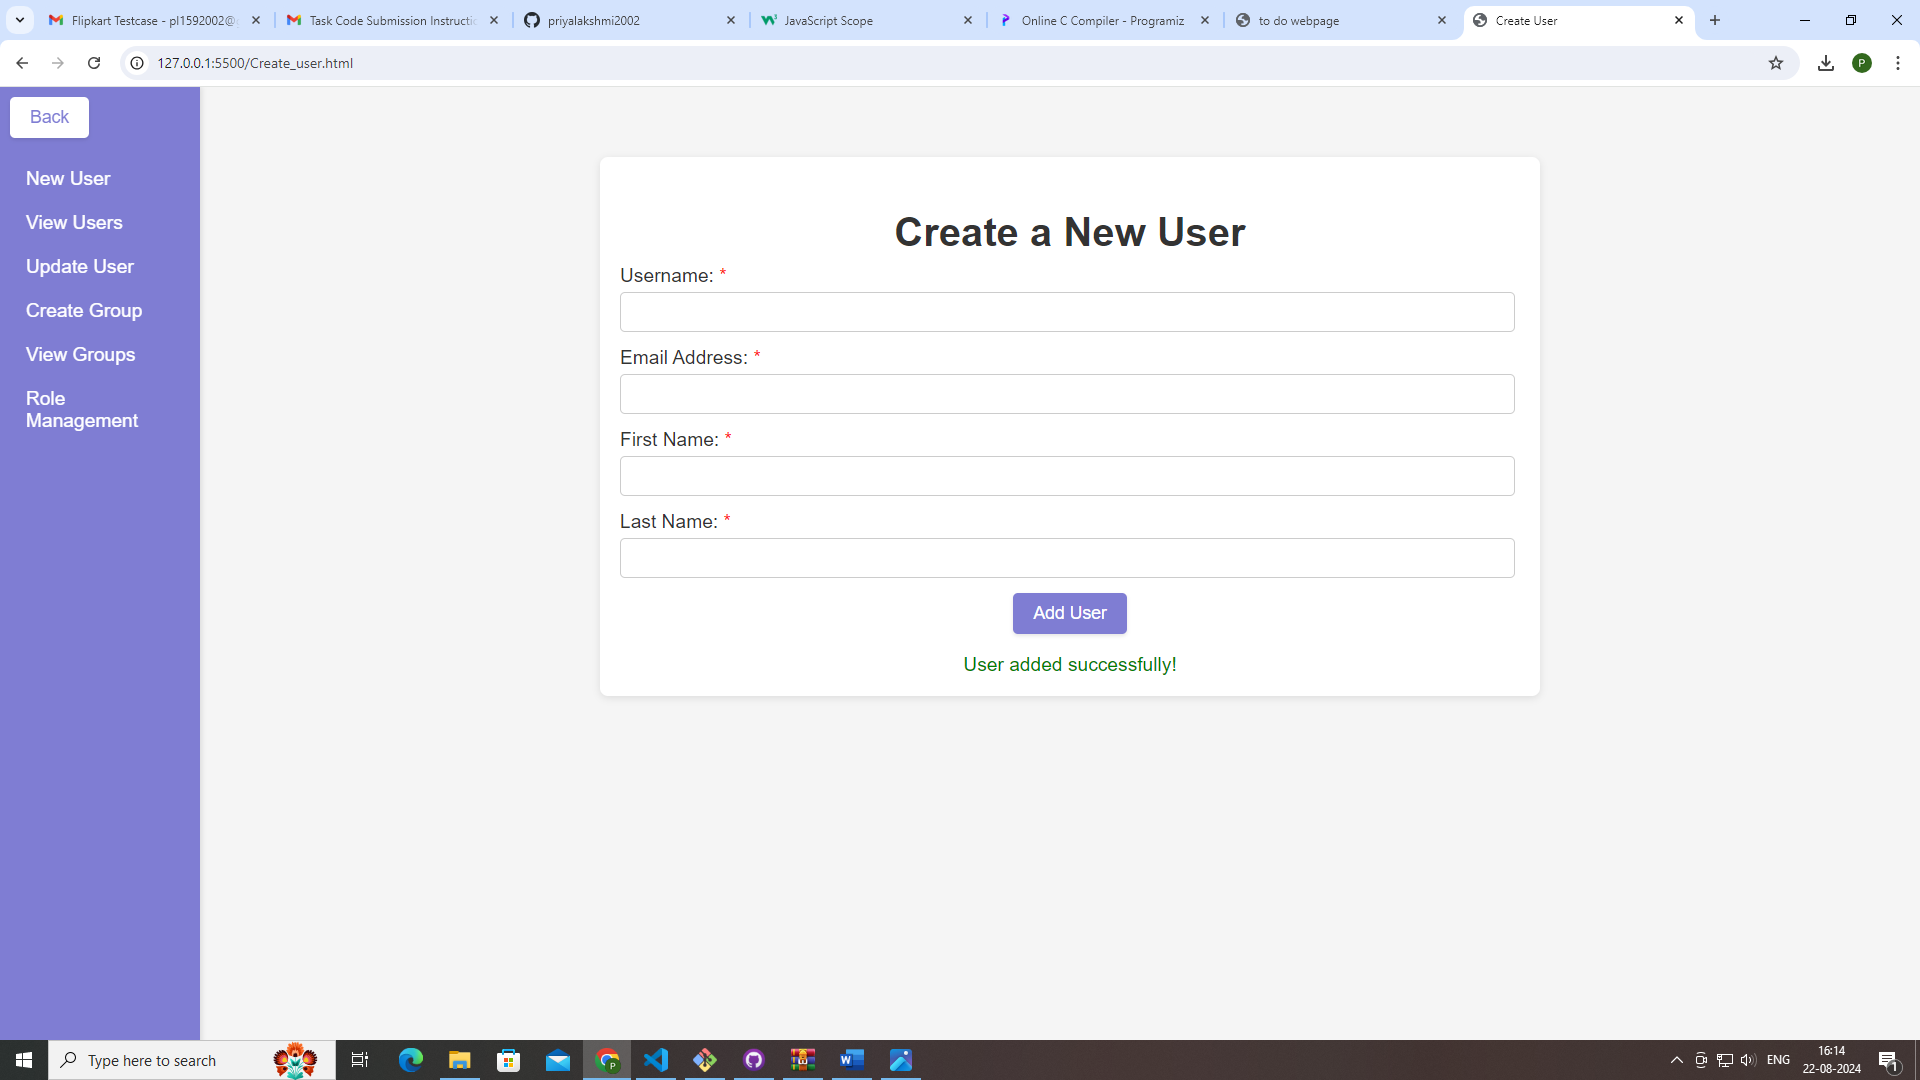 Flipkart Testcase - pl1592002@
Task Code Submission Instructi
priyalakshmi2002
JavaScript Scope
Online C Compiler - Programiz
to do webpage
Create User
127.0.0.1:5500/Create_user.html
P
Back
New User
View Users
Update User
Create Group
View Groups
Role
Management
Create a New User
Username: *
Email Address: *
First Name: *
Last Name: *
Add User
User added successfully!
Type here to search
ENG
16:14
22-08-2024
1